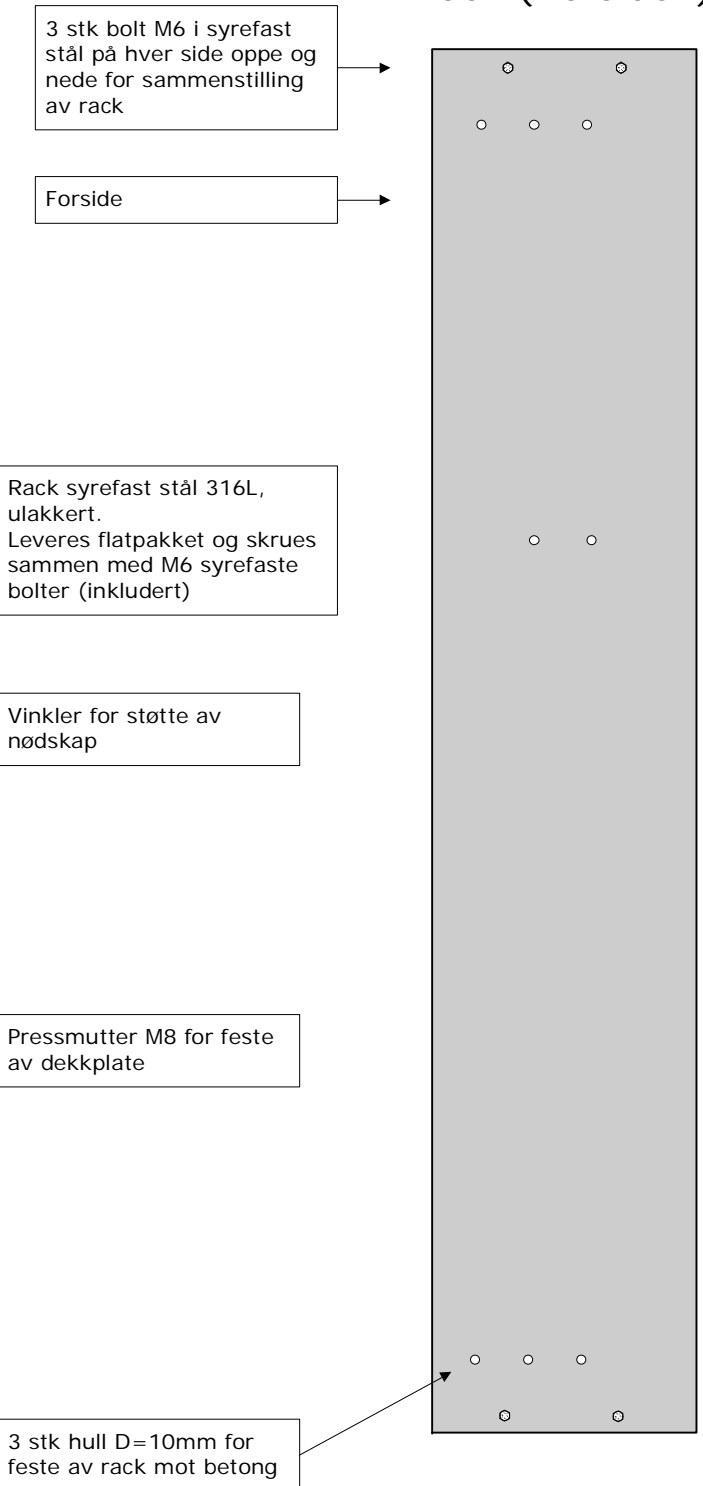 3 stk bolt M6 i syrefast
stål på hver side oppe og
nede for sammenstilling
av rack
Forside
Rack syrefast stål 316L,
ulakkert.
Leveres flatpakket og skrues
sammen med M6 syrefaste
bolter (inkludert)
Vinkler for støtte av
nødskap
Pressmutter M8 for feste
av dekkplate
3 stk hull D=10mm for
feste av rack mot betong